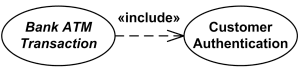 «include»
Bank ATM
Transaction
Customer
Authentication